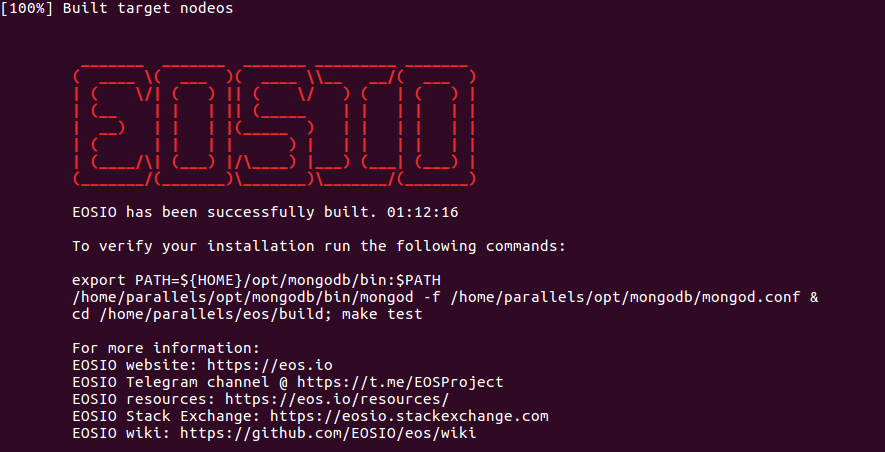 [100%] Built target nodeos
EOSIO
EOSIO has been successfully built. 01:12:16
To verify your installation run the following commands:
export PATH=${HOME}/opt/mongodb/bin:$PATH
/home/parallels/opt/mongodb/bin/mongod -f /home/parallels/opt/mongodb/mongod.conf &
cd /home/parallels/eos/build; make test
For more information:
EOSIO website: https://eos.io
EOSIO Telegram channel @ https://t.me/EOSProject
EOSIO resources: https://eos.io/resources/
EOSIO Stack Exchange: https://eosio.stackexchange.com
EOSIO wiki: https://github.com/EOSIO/eos/wiki